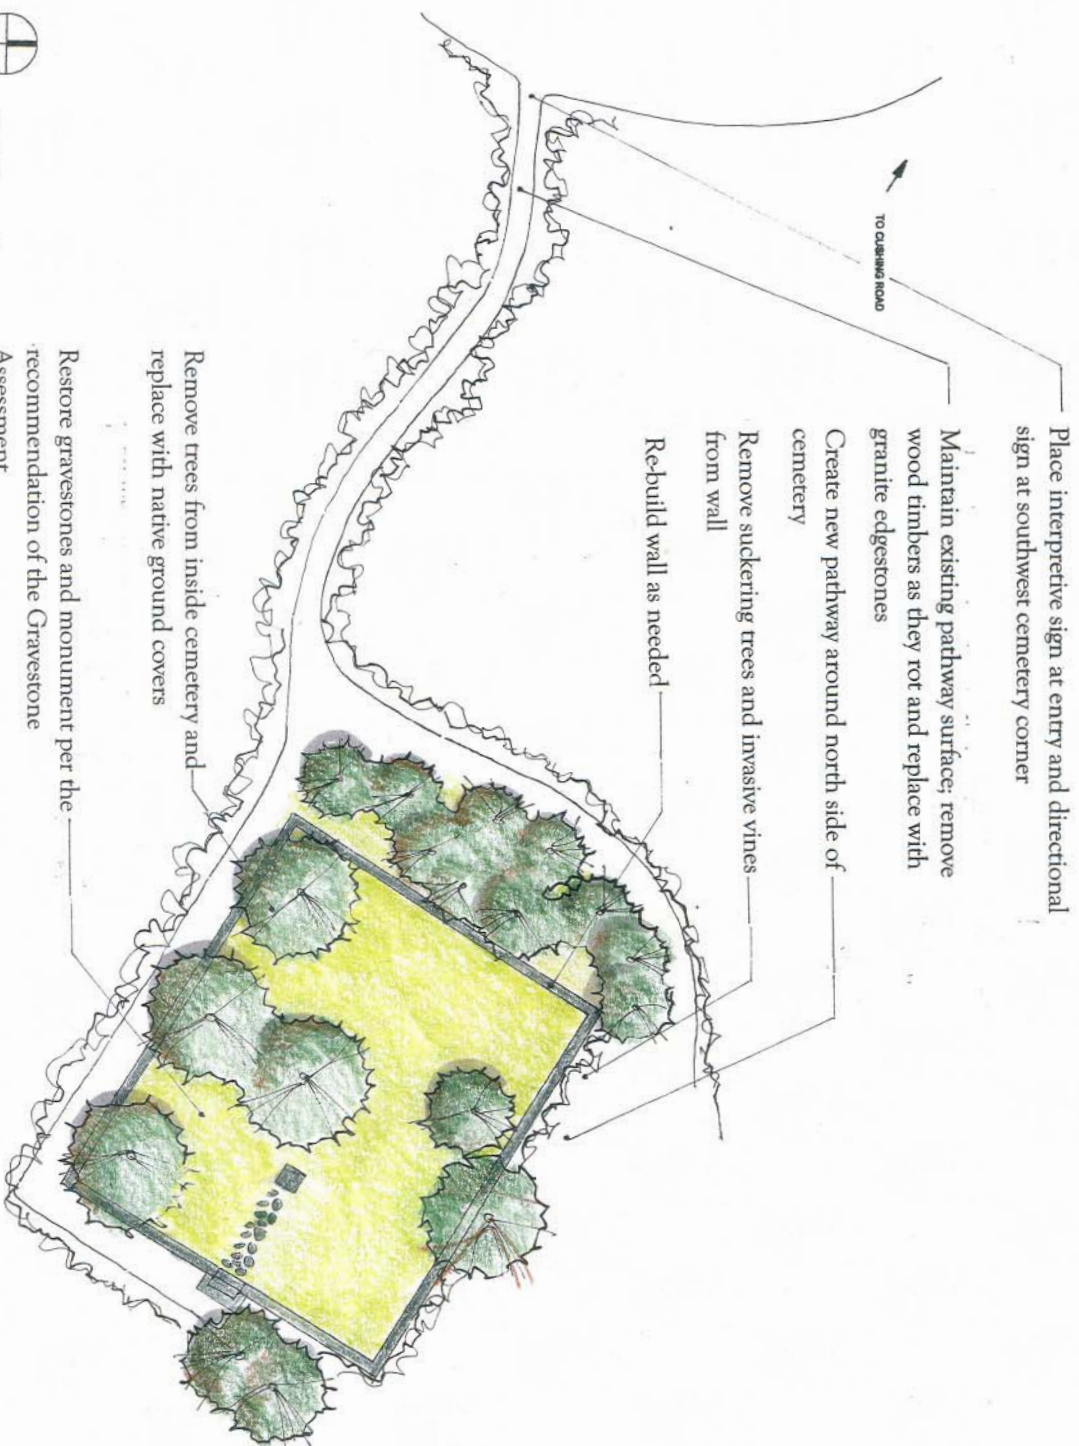 Place interpretive sign at entry and directional
sign at southwest cemetery corner
Maintain existing pathway surface; remove
wood timbers as they rot and replace with
granite edgestones
Create new pathway around north side of
cemetery
Remove suckering trees and invasive vines
from wall
Re-build wall as needed
TO CUSHING ROAD
Remove trees from inside cemetery and
replace with native ground covers
Restore gravestones and monument per the
recommendation of the Gravestone
Assessment